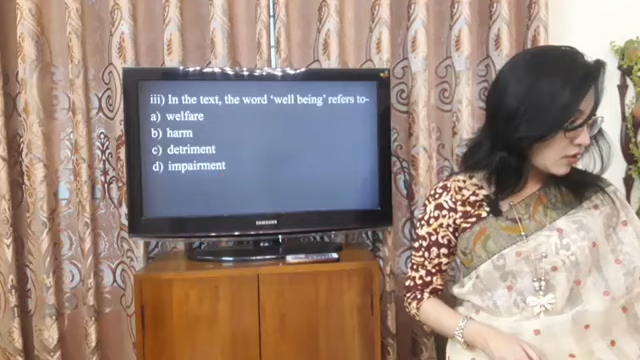 iii) In the text, the word ‘well being’ refers to-
a) welfare
b) harm
c) detriment
d) impairment
SAMSUNG